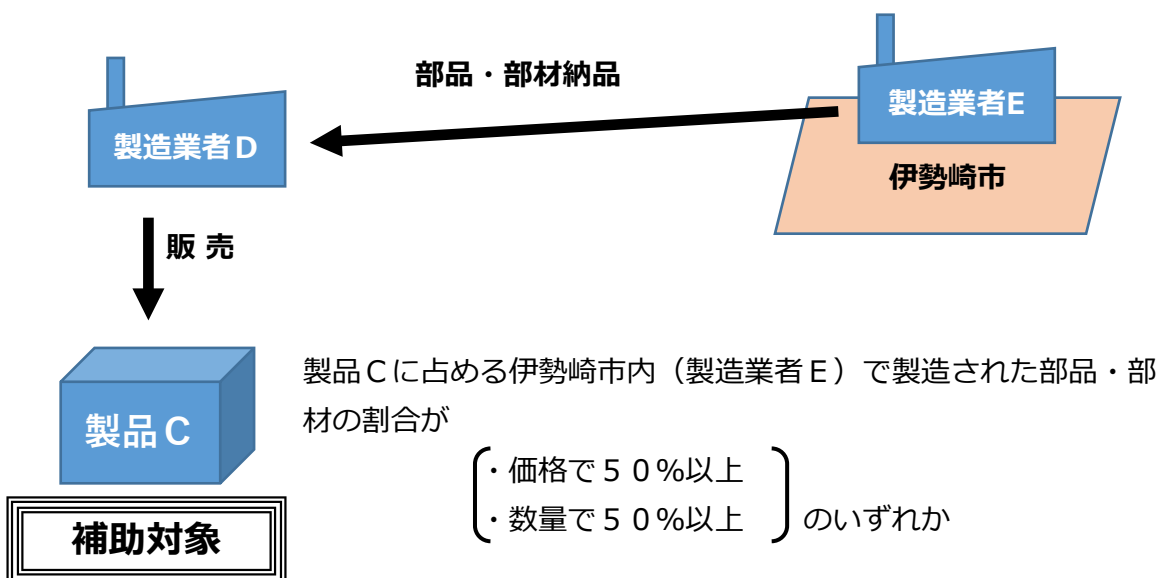 部品・部材納品
製造業者E
製造業者Ｄ
伊勢崎市
販 売
製品Ｃに占める伊勢崎市内（製造業者Ｅ）で製造された部品・部
材の割合が
製品Ｃ
・価格で５０％以上
・数量で５０％以上
のいずれか
補助対象